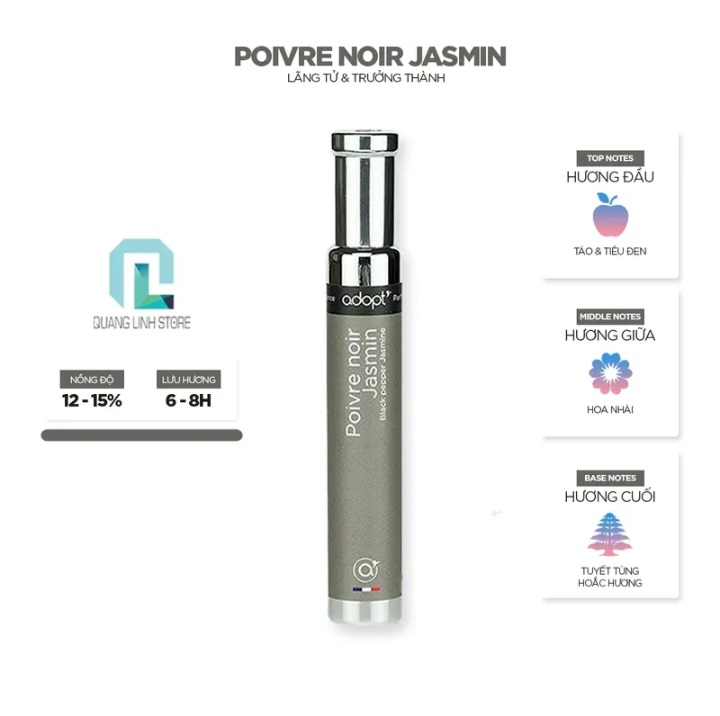 POIVRE NOIR JASMIN
LÃNG TỬ & TRƯỞNG THÀNH
QUANG LINH STORE
NỒNG ĐỘ
12 - 15%
LƯU HƯƠNG
6 - 8H
adopt'
Poivre noir
Jasmin
Black pepper Jasmine
TOP NOTES
HƯƠNG ĐẦU
TÁO & TIÊU ĐEN
MIDDLE NOTES
HƯƠNG GIỮA
HOA NHÀI
BASE NOTES
HƯƠNG CUỐI
TUYẾT TÙNG
HOẮC HƯƠNG